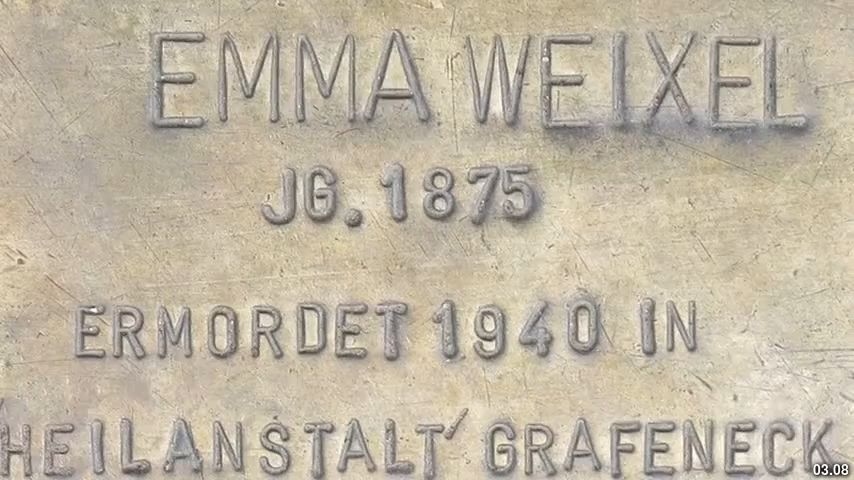 EMMA WEIXEL
JG. 1875
ERMORDET 1940 IN
'HEILANSTALT' GRAFENECK
03.08